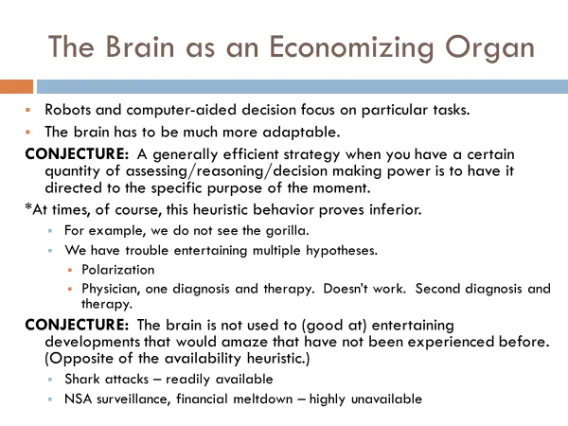 The Brain as an Economizing Organ
▪ Robots and computer-aided decision focus on particular tasks.
▪ The brain has to be much more adaptable.
CONJECTURE: A generally efficient strategy when you have a certain
quantity of assessing/reasoning/decision making power is to have it
directed to the specific purpose of the moment.
*At times, of course, this heuristic behavior proves inferior.
▪ For example, we do not see the gorilla.
▪ We have trouble entertaining multiple hypotheses.
▪ Polarization
▪ Physician, one diagnosis and therapy. Doesn't work. Second diagnosis and
therapy.
CONJECTURE: The brain is not used to (good at) entertaining
developments that would amaze that have not been experienced before.
(Opposite of the availability heuristic.)
▪ Shark attacks – readily available
▪ NSA surveillance, financial meltdown – highly unavailable